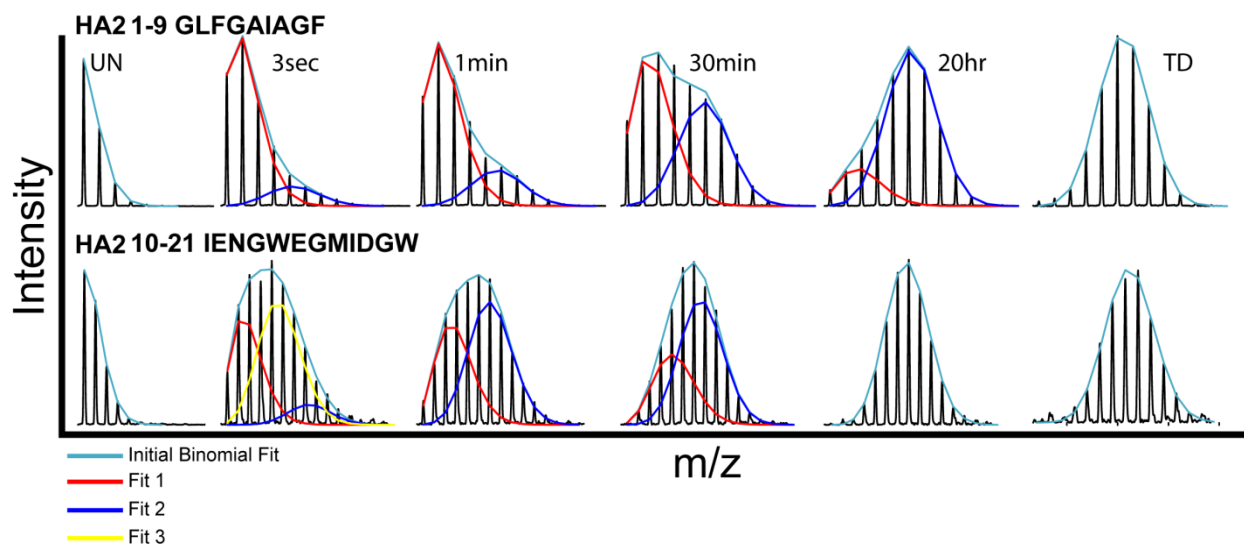 HA2 1-9 GLFGAIAGF
UN
3sec
1min
30min
20hr
TD
HA2 10-21 IENGWEGMIDGW
Intensity
m/z
Initial Binomial Fit
Fit 1
Fit 2
Fit 3